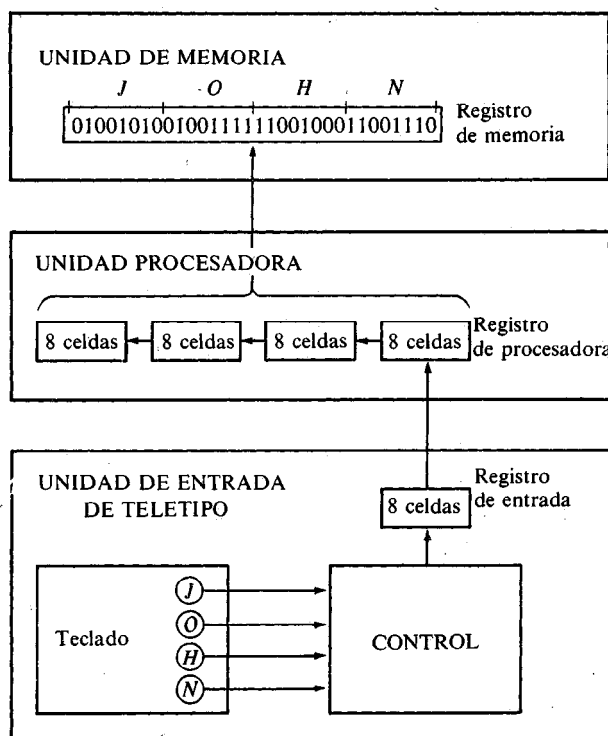 UNIDAD DE MEMORIA
J O H N
01001010010011111100100011001110
Registro
de memoria
UNIDAD PROCESADORA
8 celdas 8 celdas 8 celdas 8 celdas
Registro
de procesadora
UNIDAD DE ENTRADA
DE TELETIPO
8 celdas
Registro
de entrada
Teclado
J
O
H
N
CONTROL